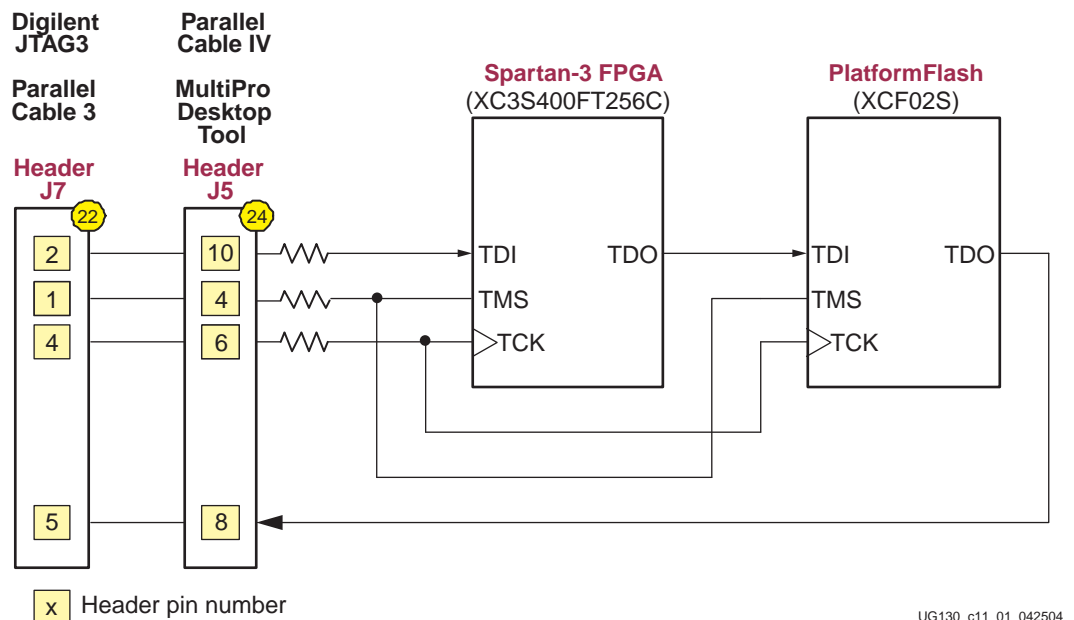 Digilent
JTAG3
Parallel
Cable IV
Parallel
Cable 3
MultiPro
Desktop
Tool
Header
J7
Header
J5
22
24
Spartan-3 FPGA
(XC3S400FT256C)
PlatformFlash
(XCF02S)
2
10
TDI
TDO
TDI
TDO
1
4
TMS
TMS
4
6
TCK
TCK
5
8
x Header pin number
UG130_c11_01_042504